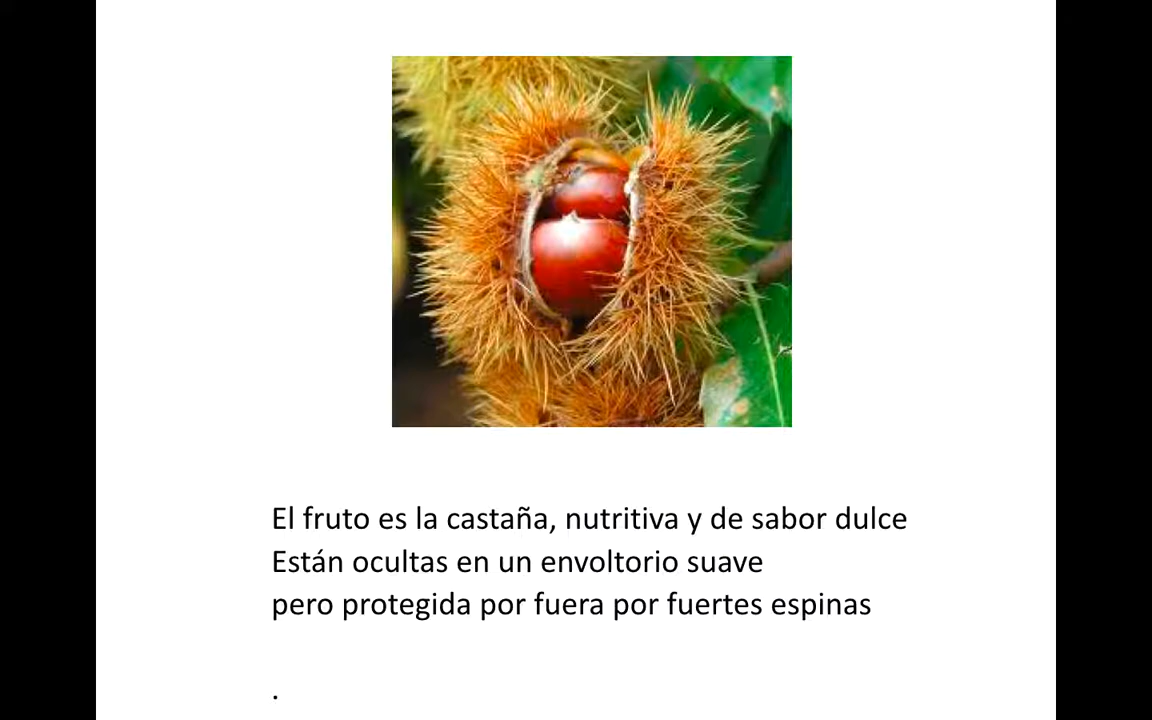 El fruto es la castaña, nutritiva y de sabor dulce
Están ocultas en un envoltorio suave
pero protegida por fuera por fuertes espinas
.